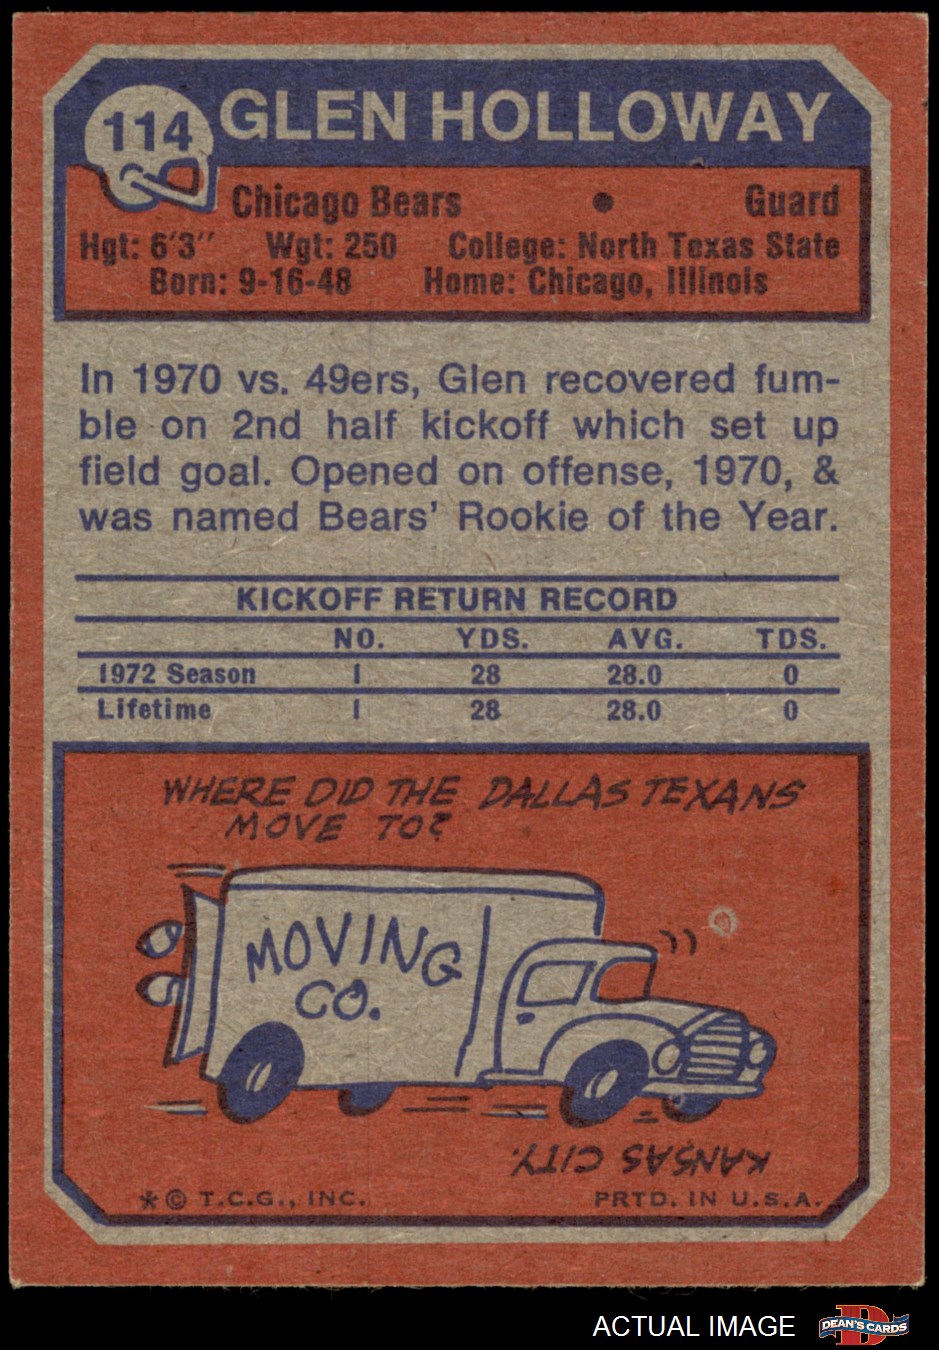 114 GLEN HOLLOWAY
Chicago Bears • Guard
Hgt: 6'3" Wgt: 250 College: North Texas State
Born: 9-16-48 Home: Chicago, Illinois
In 1970 vs. 49ers, Glen recovered fum-
ble on 2nd half kickoff which set up
field goal. Opened on offense, 1970, &
was named Bears' Rookie of the Year.
KICKOFF RETURN RECORD
NO. YDS. AVG. TDS.
1972 Season 1 28 28.0 0
Lifetime 1 28 28.0 0
WHERE DID THE DALLAS TEXANS
MOVE TO?
MOVING
CO.
KANSAS CITY.
* © T.C.G., INC. PRTD. IN U.S.A.
ACTUAL IMAGE
D
DEAN'S CARDS